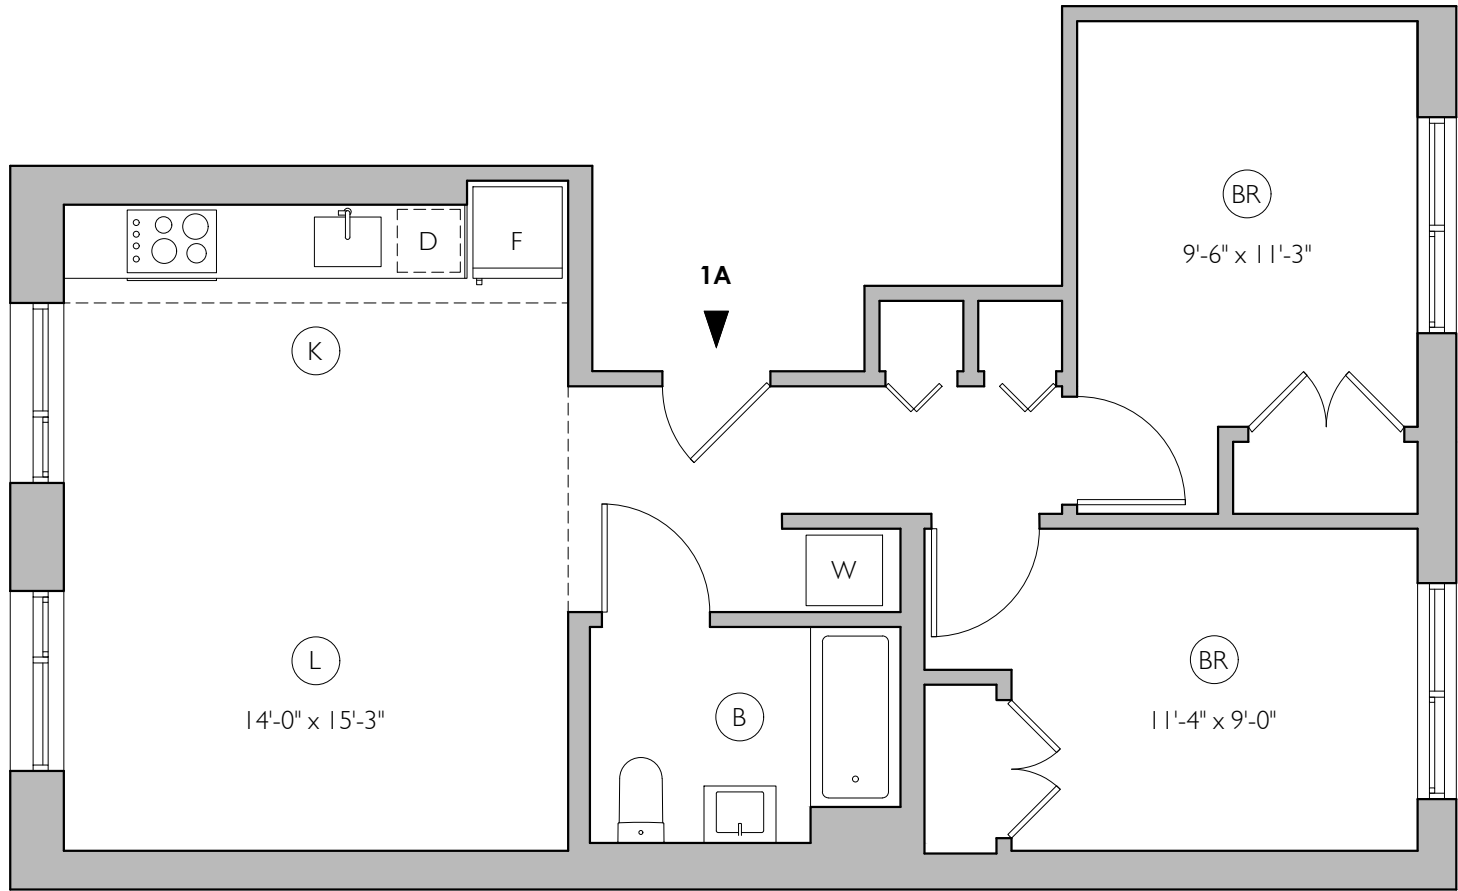 BR
9'-6" x 11'-3"
D
F
1A
K
W
L
14'-0" x 15'-3"
BR
11'-4" x 9'-0"
B